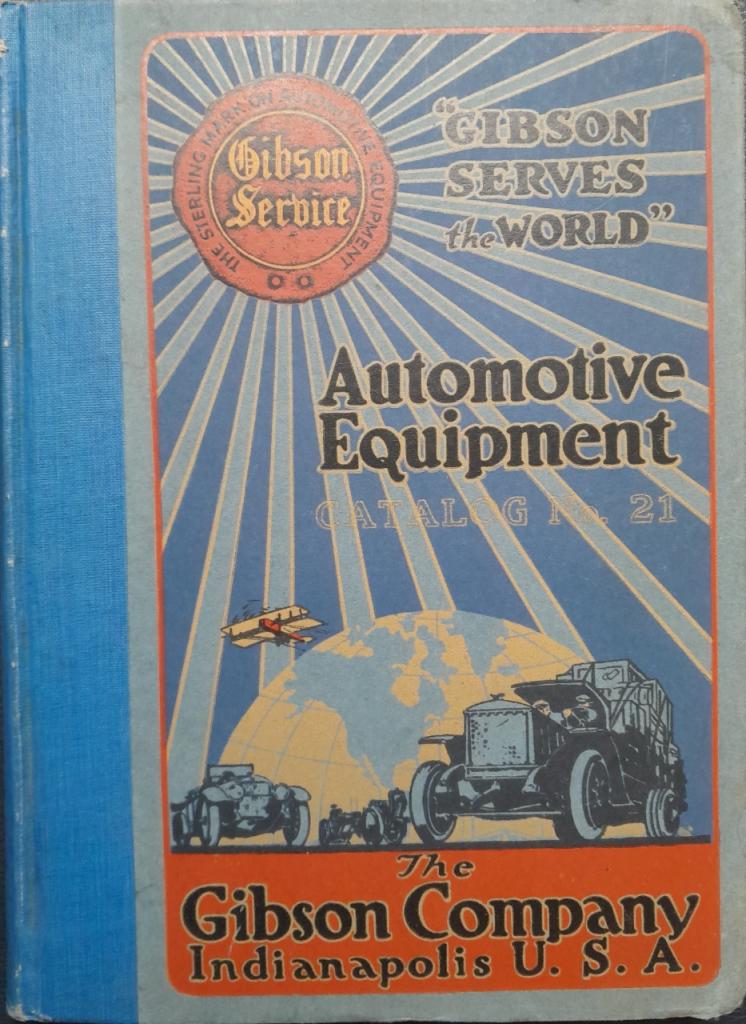 THE STERLING MARK ON AUTOMOTIVE EQUIPMENT
Gibson
Service
"GIBSON
SERVES
the WORLD"
Automotive
Equipment
CATALOG No. 21
The
Gibson Company
Indianapolis U. S. A.